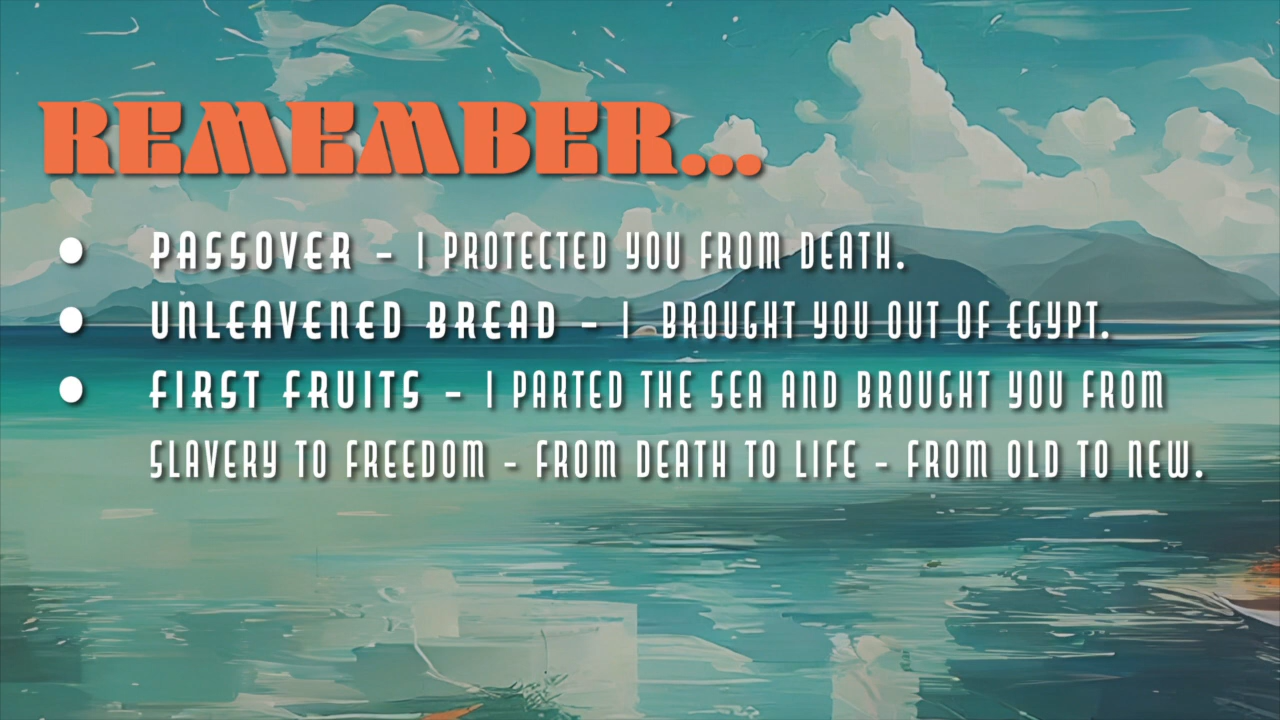 REMEMBER...
• PASSOVER - I PROTECTED YOU FROM DEATH.
• UNLEAVENED BREAD - I BROUGHT YOU OUT OF EGYPT.
• FIRST FRUITS - I PARTED THE SEA AND BROUGHT YOU FROM
SLAVERY TO FREEDOM - FROM DEATH TO LIFE - FROM OLD TO NEW.